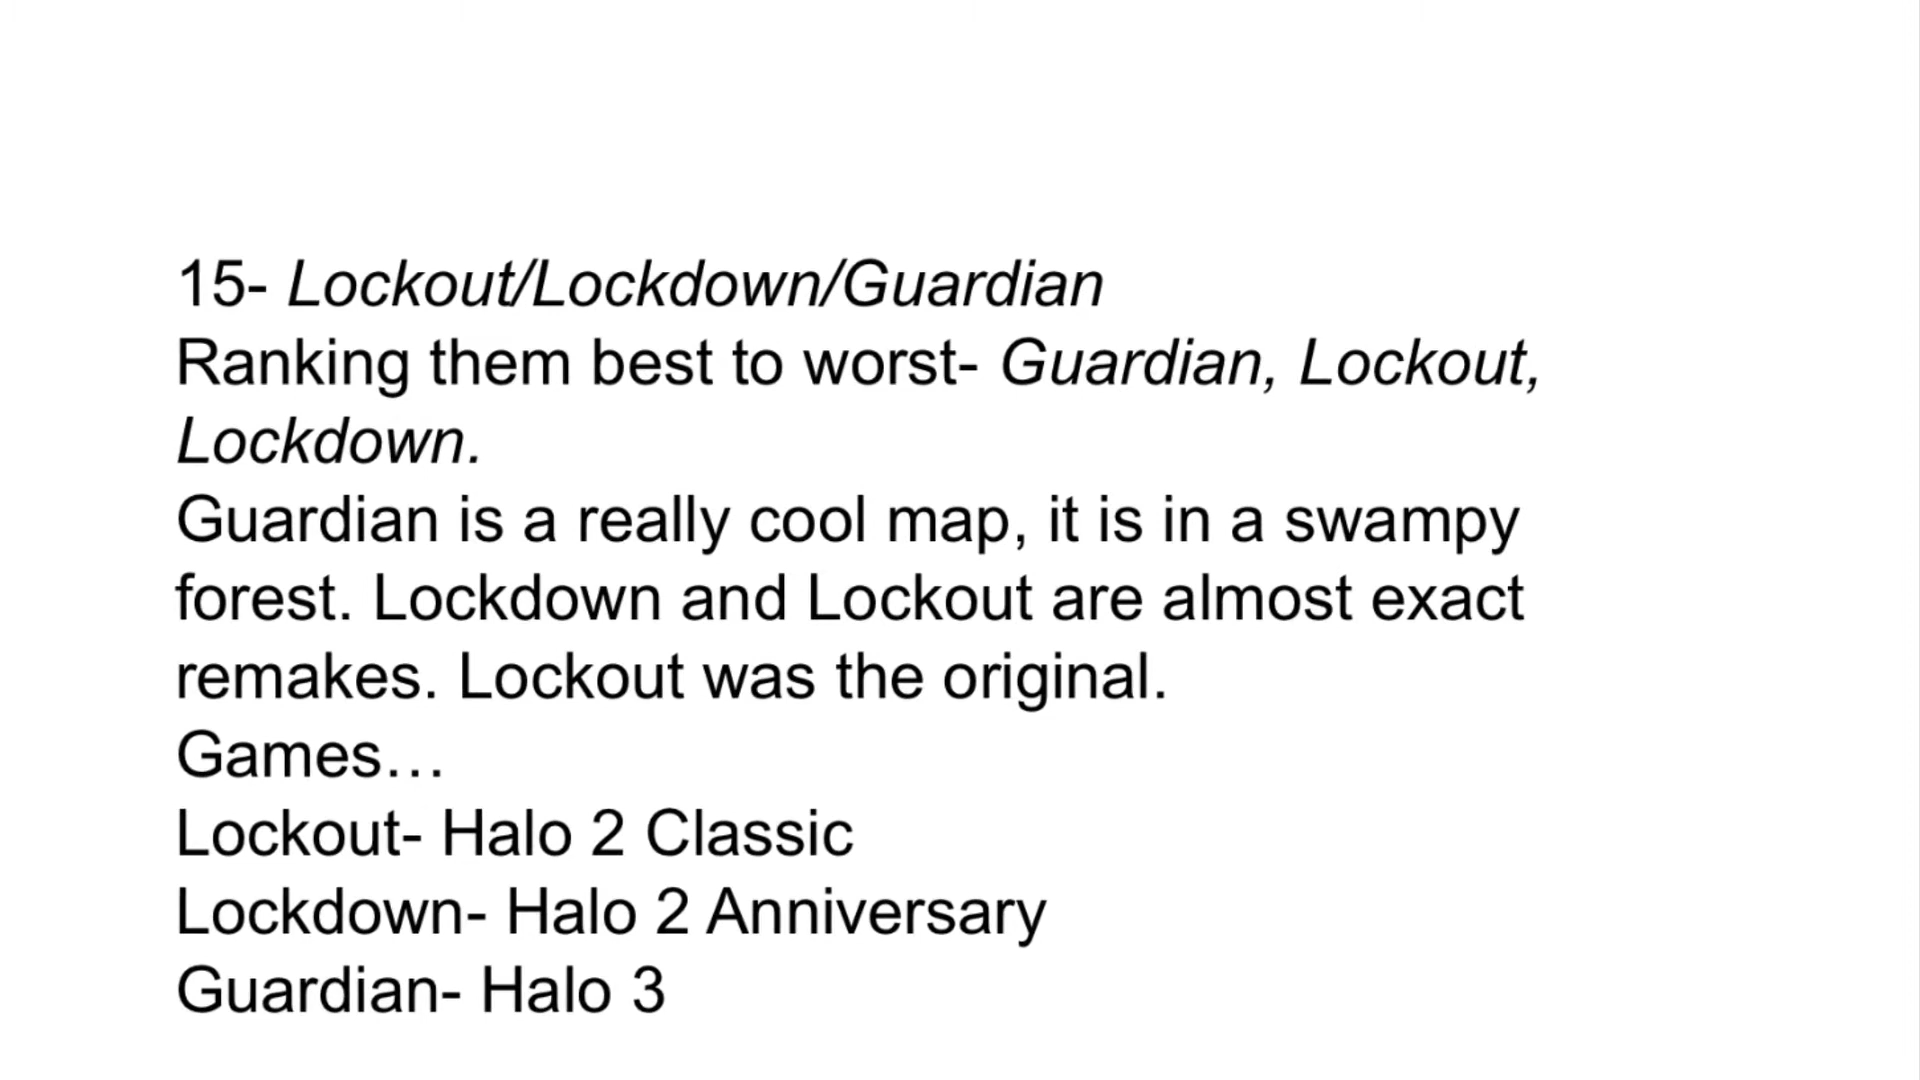 15- Lockout/Lockdown/Guardian
Ranking them best to worst- Guardian, Lockout,
Lockdown.
Guardian is a really cool map, it is in a swampy
forest. Lockdown and Lockout are almost exact
remakes. Lockout was the original.
Games…
Lockout- Halo 2 Classic
Lockdown- Halo 2 Anniversary
Guardian- Halo 3